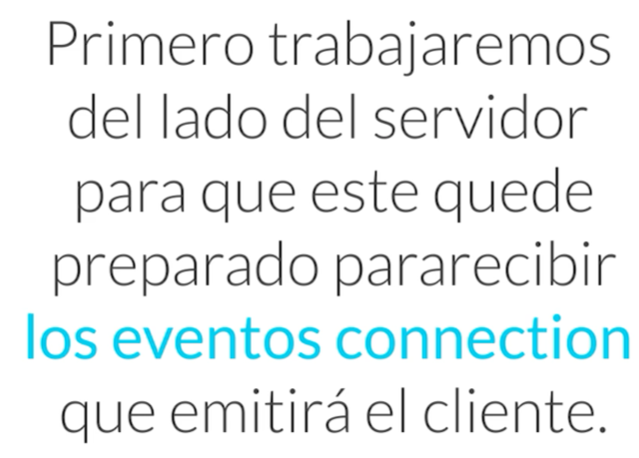 Primero trabajaremos
del lado del servidor
para que este quede
preparado pararecibir
los eventos connection
que emitirá el cliente.